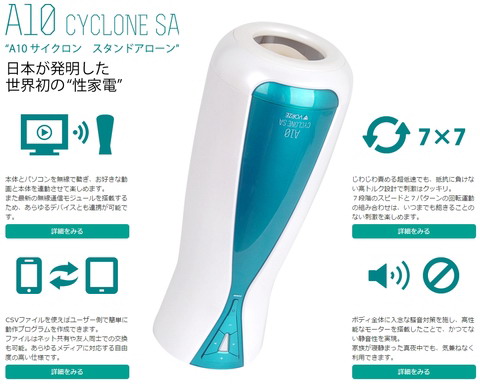 A10 CYCLONE SA
“A10 サイクロン　スタンドアローン”
日本が発明した
世界初の“性家電”
本体とパソコンを無線で繋ぎ、お好きな動
画と本体を連動させて楽しめます。
また最新の無線通信モジュールを搭載する
ため、あらゆるデバイスとも連携が可能で
す。
詳細をみる
7×7
じわじわ責める超低速でも、抵抗に負けな
い高トルク設計で刺激はクッキリ。
７段階のスピードと７パターンの回転運動
の組み合わせは、いつまでも飽きることの
ない刺激を楽しめます。
詳細をみる
A10
CYCLONE SA
VORZE
CSVファイルを使えばユーザー側で簡単に
動作プログラムを作成できます。
ファイルはネット共有や友人同士での交換
も可能。あらゆるメディアに対応する自由
度の高い仕様です。
詳細をみる
ボディ全体に入念な騒音対策を施し、高性
能なモーターを搭載したことで、かつてな
い静音性を実現。
家族が寝静まった真夜中でも、気兼ねなく
利用できます。
詳細をみる